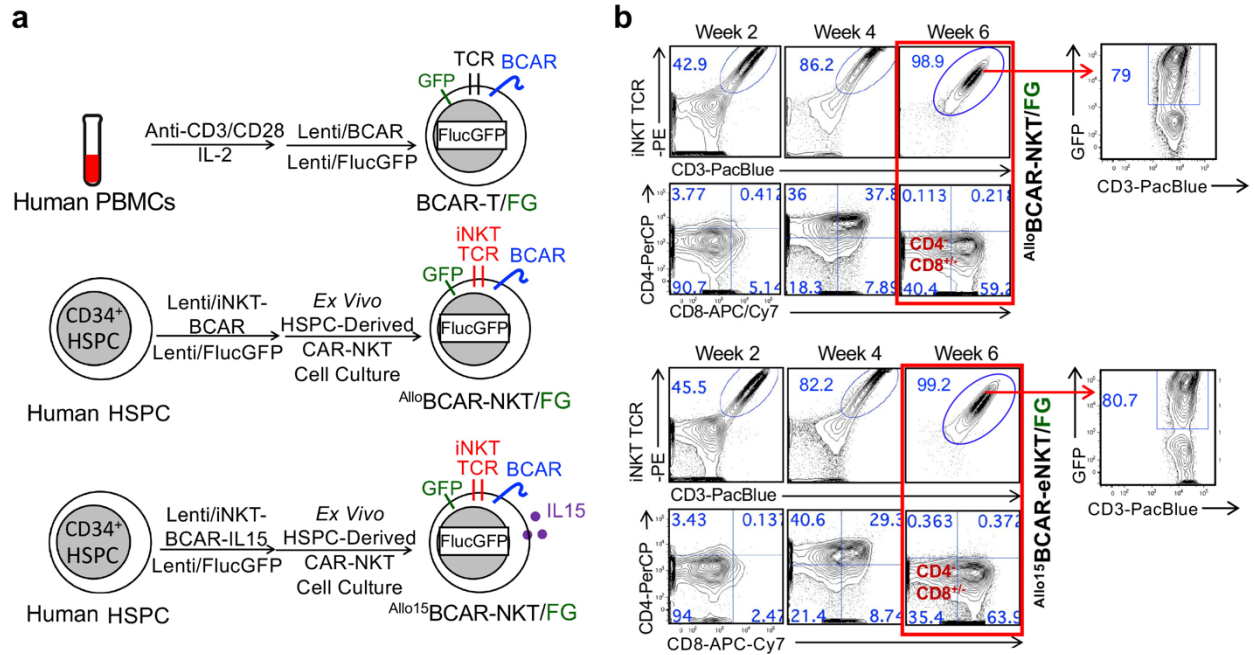 a
TCR
BCAR
GFP
FlucGFP
Anti-CD3/CD28
IL-2
Lenti/BCAR
Lenti/FlucGFP
Human PBMCs
BCAR-T/FG
iNKT
TCR
BCAR
GFP
CD34+
HSPC
Lenti/iNKT-
BCAR
Lenti/FlucGFP
Ex Vivo
HSPC-Derived
CAR-NKT
Cell Culture
FlucGFP
Human HSPC
AlloBCAR-NKT/FG
iNKT
TCR
BCAR
GFP
IL15
CD34+
HSPC
Lenti/iNKT-
BCAR-IL15
Lenti/FlucGFP
Ex Vivo
HSPC-Derived
CAR-NKT
Cell Culture
FlucGFP
Human HSPC
Allo15BCAR-NKT/FG
b
Week 2 Week 4 Week 6
42.9 86.2 98.9
iNKT TCR
-PE
CD3-PacBlue
79
GFP
CD3-PacBlue
AlloBCAR-NKT/FG
3.77 0.412 36 37.8 0.113 0.218
CD4-PerCP
CD4-
CD8+/-
90.7 5.14 18.3 7.89 40.4 59.2
CD8-APC/Cy7
Week 2 Week 4 Week 6
45.5 82.2 99.2
iNKT TCR
-PE
CD3-PacBlue
80.7
GFP
CD3-PacBlue
Allo15BCAR-eNKT/FG
3.43 0.137 40.6 29.3 0.363 0.372
CD4-PerCP
CD4-
CD8+/-
94 2.47 21.4 8.74 35.4 63.9
CD8-APC-Cy7